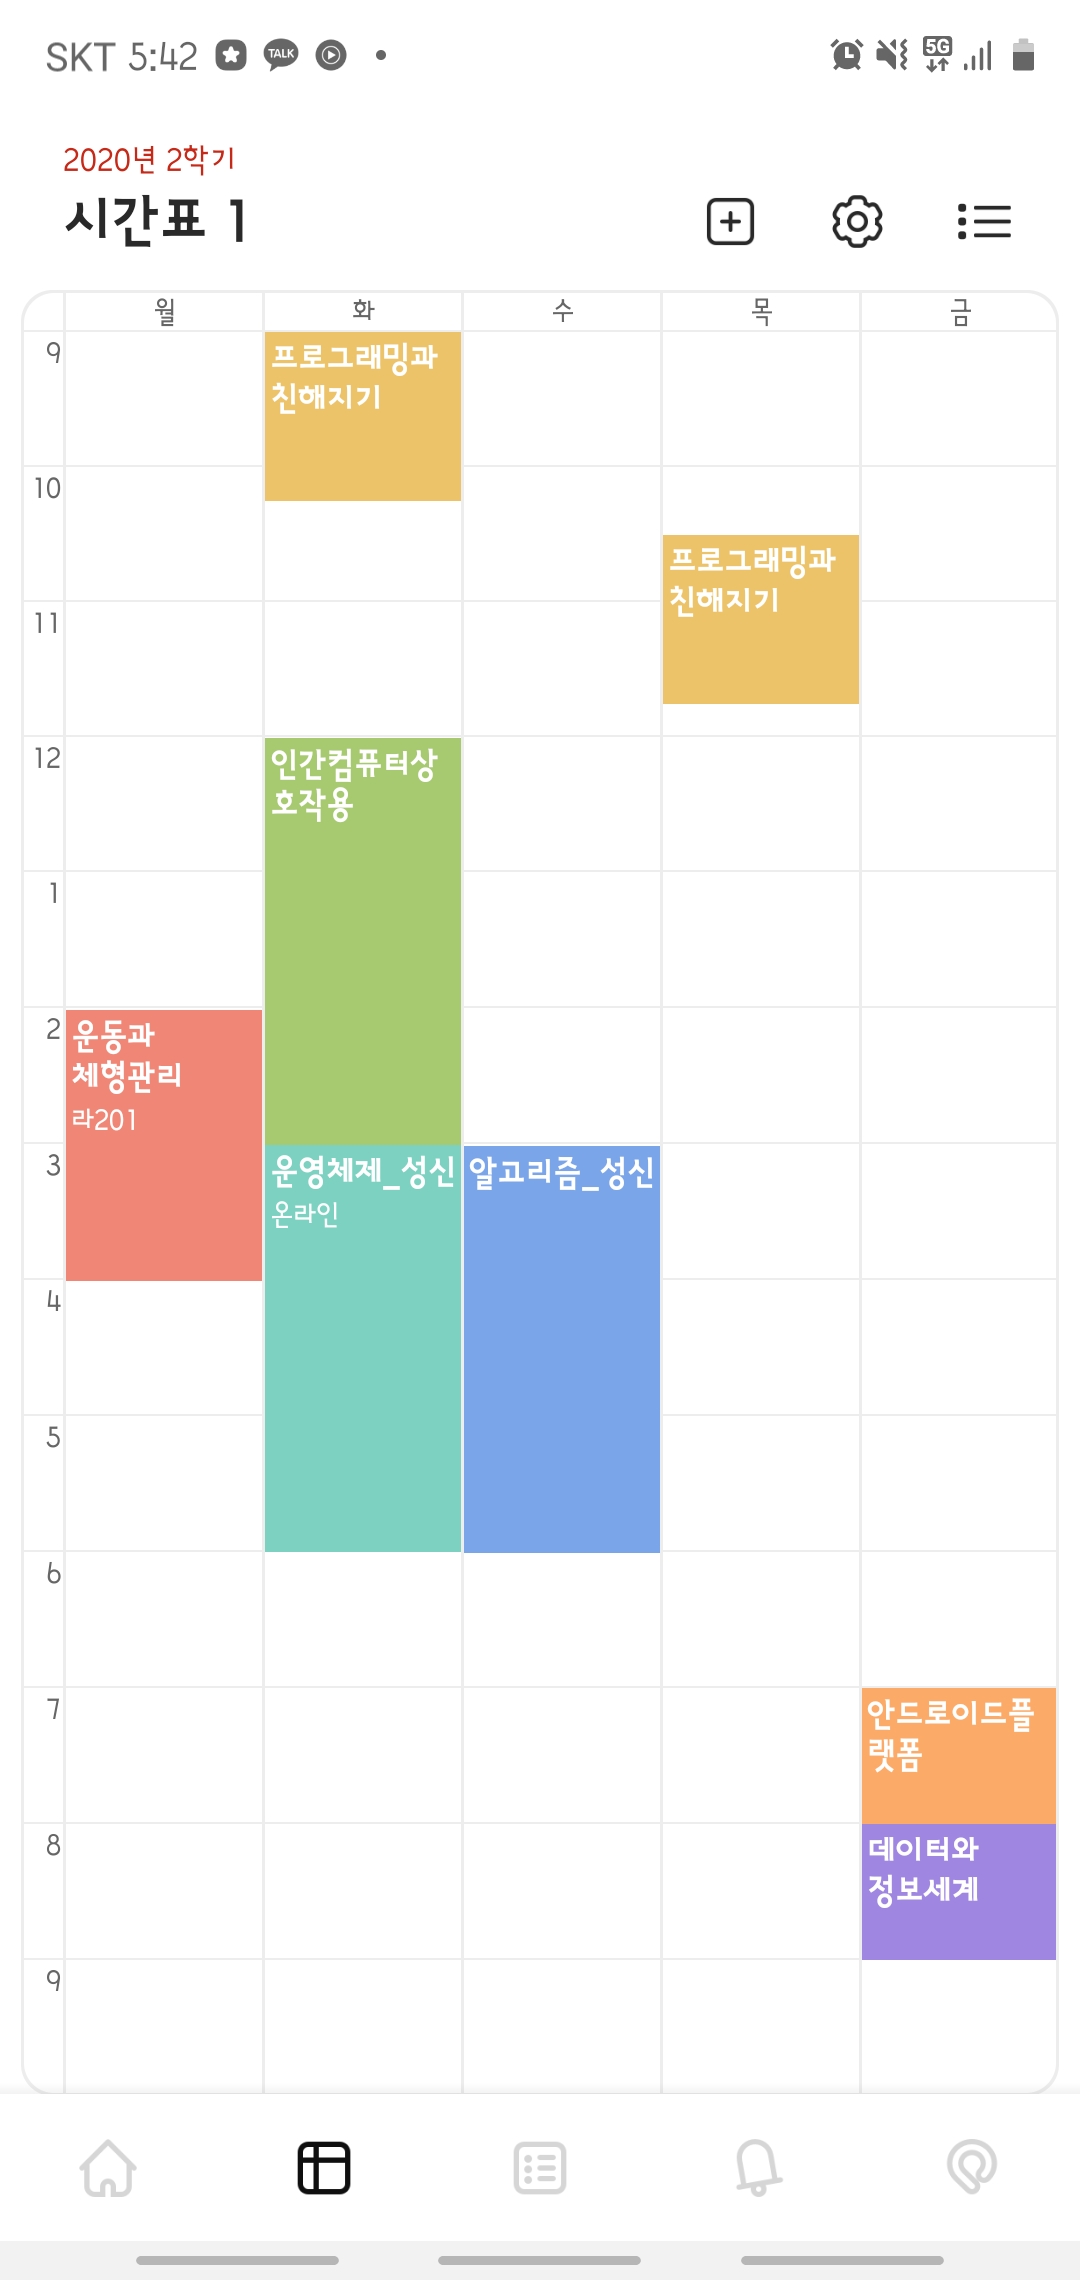 SKT 5:42
TALK
5G
2020년 2학기
시간표 1
월 화 수 목 금
9
프로그래밍과
친해지기
10
프로그래밍과
친해지기
11
12
인간컴퓨터상
호작용
1
2
운동과
체형관리
라201
3
운영체제_성신
온라인
알고리즘_성신
4
5
6
7
안드로이드플
랫폼
8
데이터와
정보세계
9